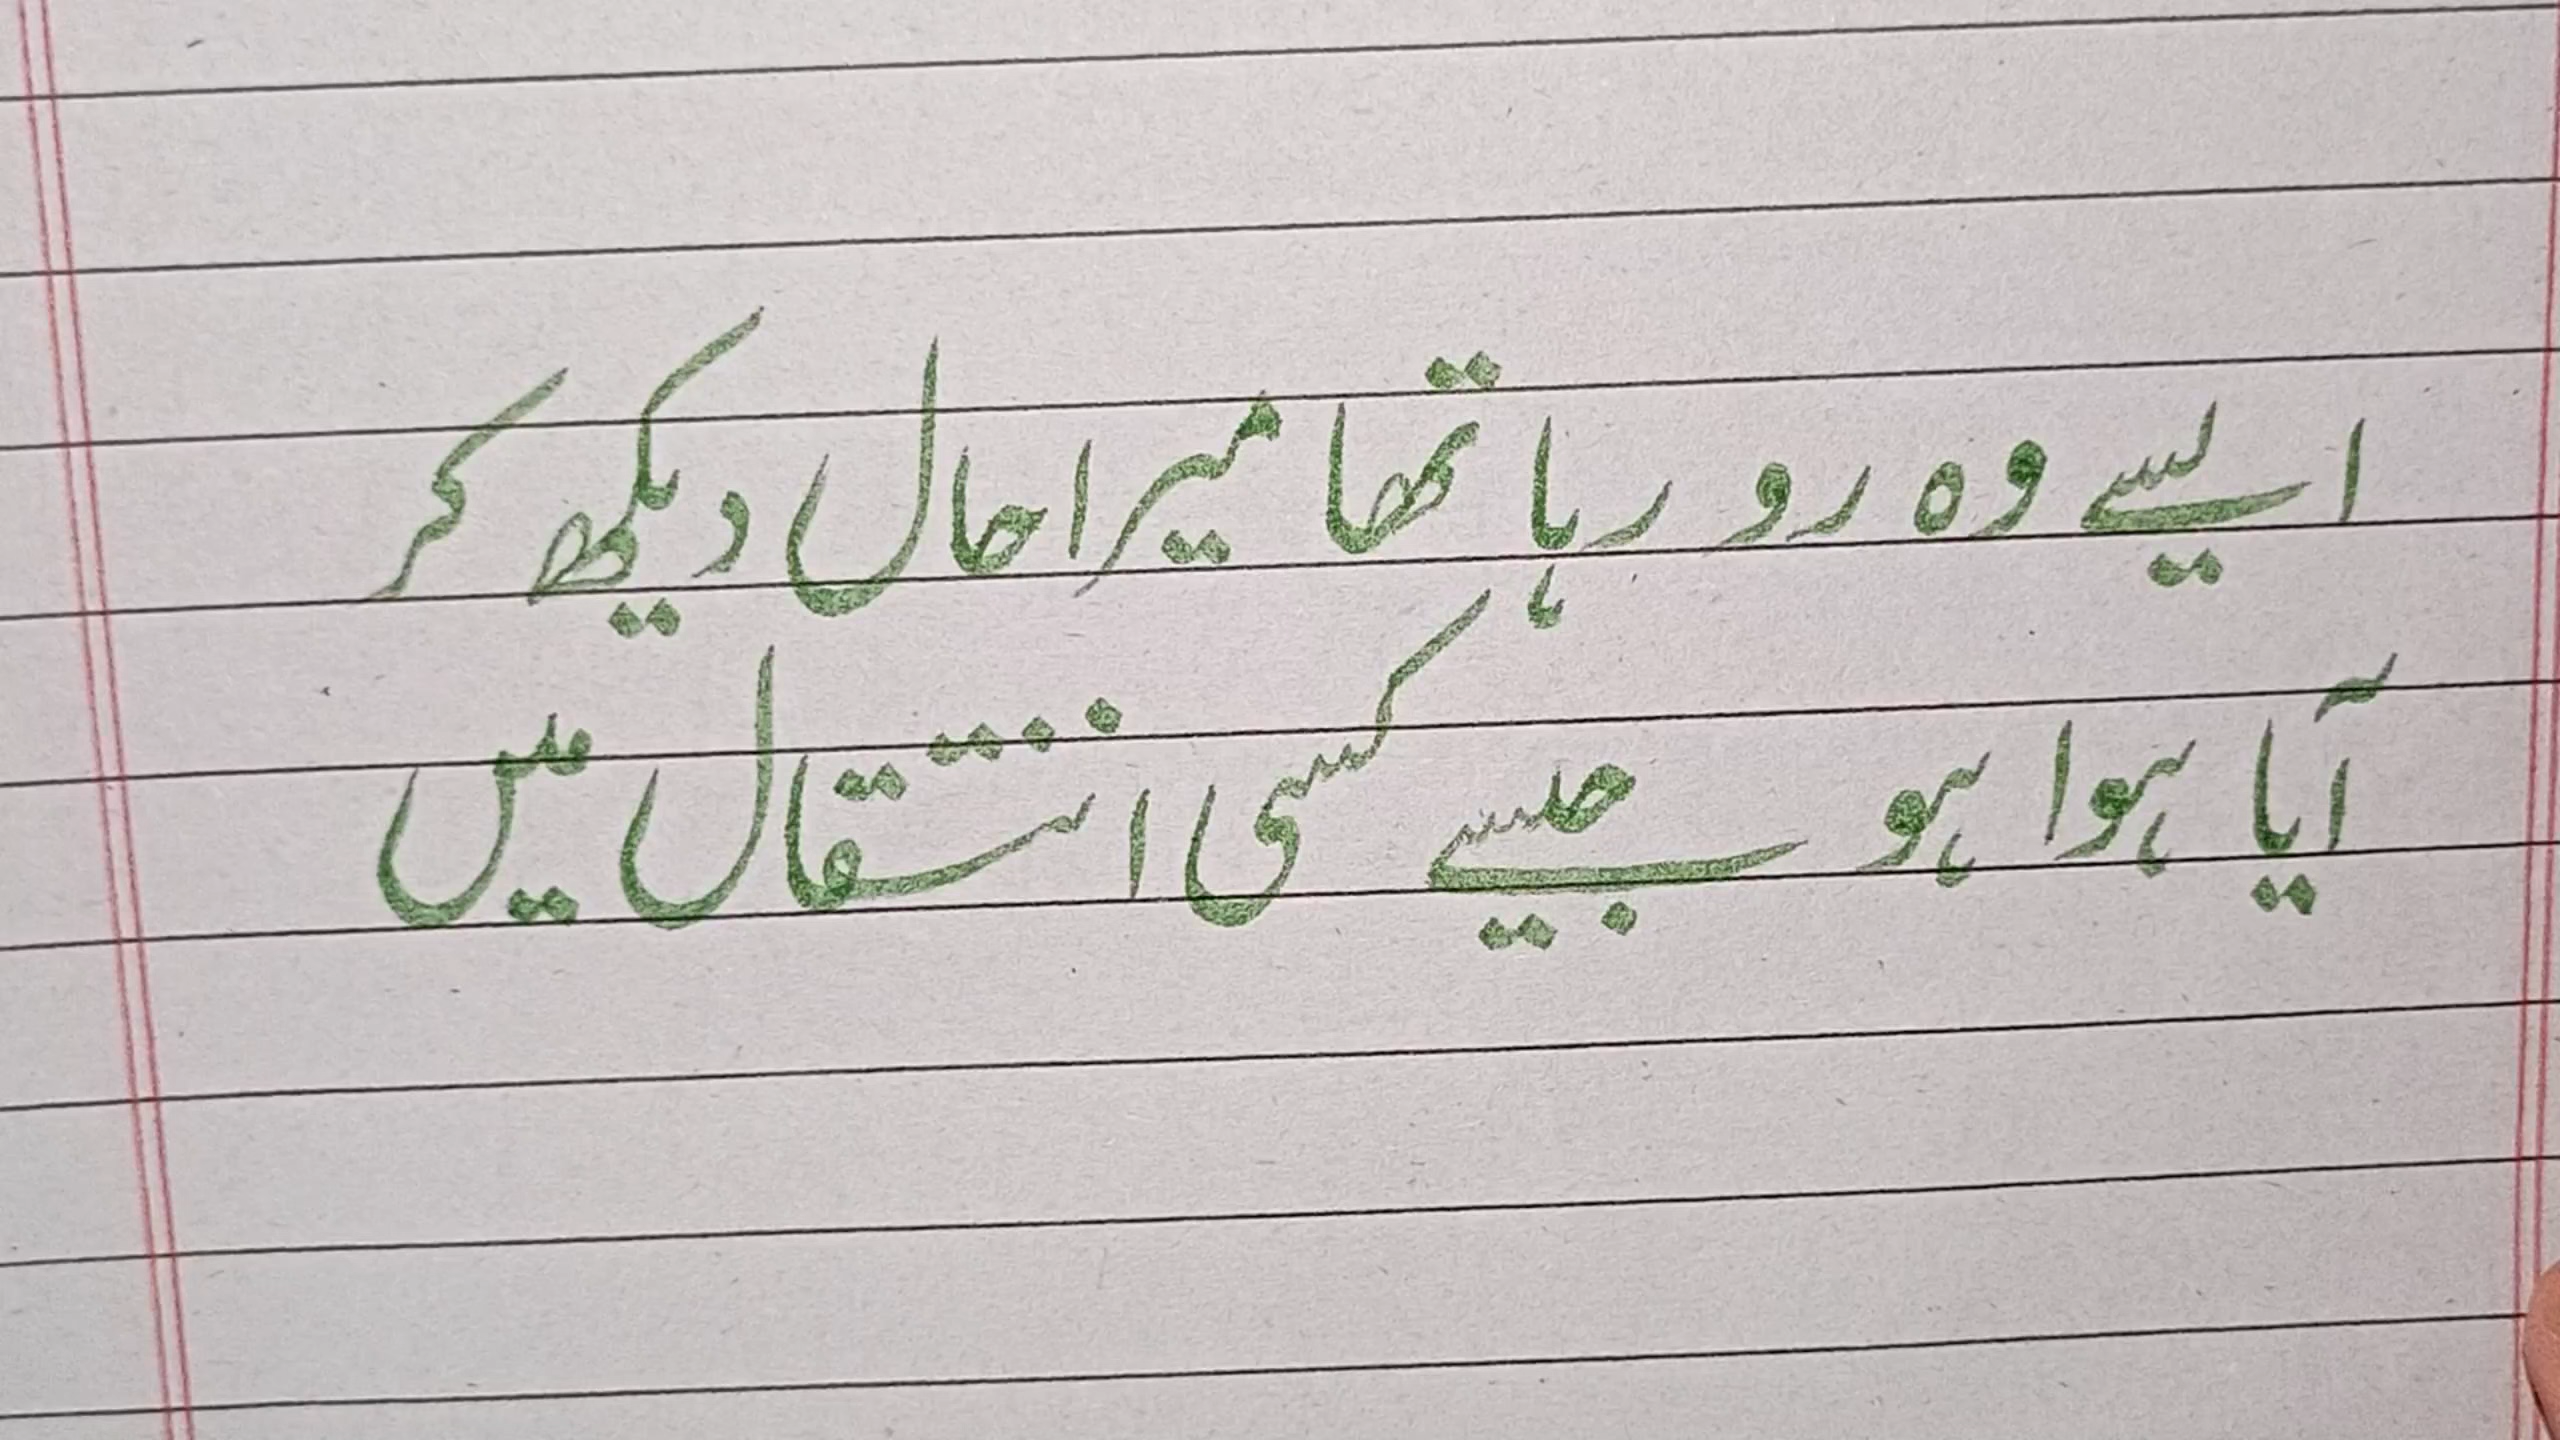 ایسے وہ رو رہا تھا میرا حال دیکھ کر
آیا ہوا ہو جیسے کسی انتقال میں